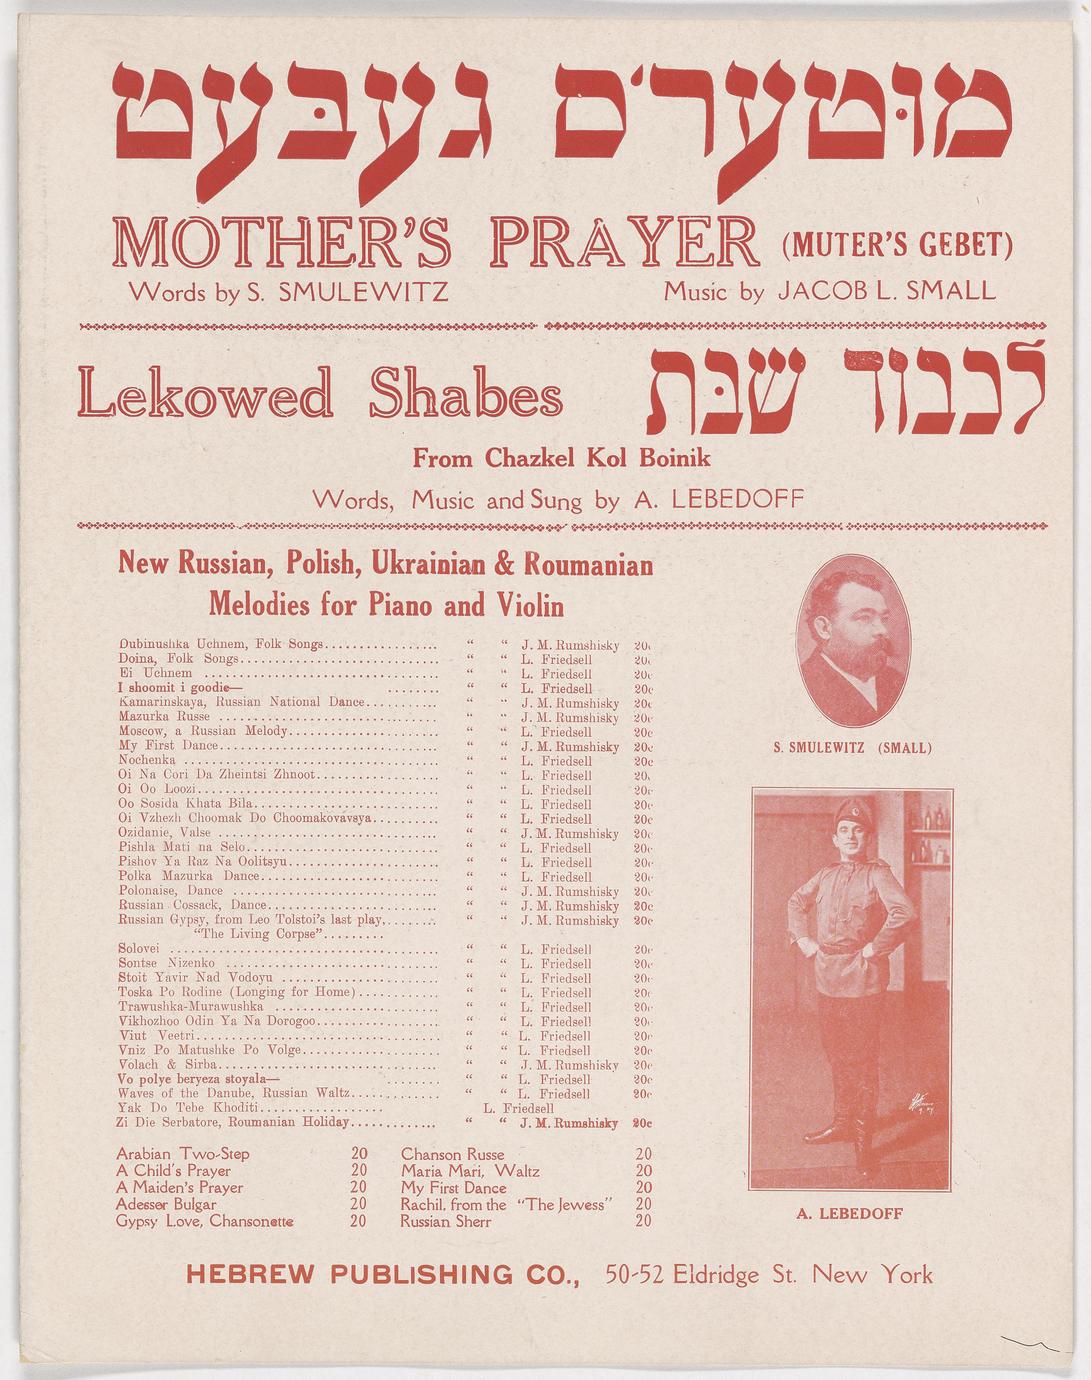 מוּטער'ס געבּעט
MOTHER'S PRAYER (MUTER'S GEBET)
Words by S. SMULEWITZ Music by JACOB L. SMALL
Lekowed Shabes לכבוד שבּת
From Chazkel Kol Boinik
Words, Music and Sung by A. LEBEDOFF
New Russian, Polish, Ukrainian & Roumanian
Melodies for Piano and Violin
Dubinushka Uchnem, Folk Songs................ “ “ J. M. Rumshisky 20c
Doina, Folk Songs............................ “ “ L. Friedsell 20c
Ei Uchnem ................................ “ “ L. Friedsell 20c
I shoomit i goodie— ........ “ “ L. Friedsell 20c
Kamarinskaya, Russian National Dance.......... “ “ J. M. Rumshisky 20c
Mazurka Russe .............................. “ “ J. M. Rumshisky 20c
Moscow, a Russian Melody..................... “ “ L. Friedsell 20c
My First Dance............................... “ “ J. M. Rumshisky 20c
Nochenka .................................. “ “ L. Friedsell 20c
Oi Na Cori Da Zheintsi Zhnoot................. “ “ L. Friedsell 20c
Oi Oo Loozi.................................. “ “ L. Friedsell 20c
Oo Sosida Khata Bila.......................... “ “ L. Friedsell 20c
Oi Vzhezh Choomak Do Choomakovavsya......... “ “ L. Friedsell 20c
Ozidanie, Valse .............................. “ “ J. M. Rumshisky 20c
Pishla Mati na Selo........................... “ “ L. Friedsell 20c
Pishov Ya Raz Na Oolitsyu..................... “ “ L. Friedsell 20c
Polka Mazurka Dance.......................... “ “ L. Friedsell 20c
Polonaise, Dance ............................ “ “ J. M. Rumshisky 20c
Russian Cossack, Dance........................ “ “ J. M. Rumshisky 20c
Russian Gypsy, from Leo Tolstoi's last play,....... “ “ J. M. Rumshisky 20c
“The Living Corpse”.................
Solovei .................................... “ “ L. Friedsell 20c
Sontse Nizenko .............................. “ “ L. Friedsell 20c
Stoit Yavir Nad Vodoyu ...................... “ “ L. Friedsell 20c
Toska Po Rodine (Longing for Home)............ “ “ L. Friedsell 20c
Trawushka-Murawushka ...................... “ “ L. Friedsell 20c
Vikhozhoo Odin Ya Na Dorogoo................. “ “ L. Friedsell 20c
Viut Veetri.................................. “ “ L. Friedsell 20c
Vniz Po Matushke Po Volge.................... “ “ L. Friedsell 20c
Volach & Sirba............................... “ “ J. M. Rumshisky 20c
Vo polye beryeza stoyala— ........ “ “ L. Friedsell 20c
Waves of the Danube, Russian Waltz............ “ “ L. Friedsell 20c
Yak Do Tebe Khoditi.................. L. Friedsell
Zi Die Serbatore, Roumanian Holiday............ “ “ J. M. Rumshisky 20c
Arabian Two-Step 20 Chanson Russe 20
A Child's Prayer 20 Maria Mari, Waltz 20
A Maiden's Prayer 20 My First Dance 20
Adesser Bulgar 20 Rachil, from the “The Jewess” 20
Gypsy Love, Chansonette 20 Russian Sherr 20
S. SMULEWITZ (SMALL)
A. LEBEDOFF
HEBREW PUBLISHING CO., 50-52 Eldridge St. New York